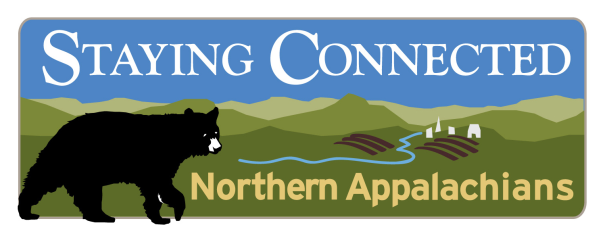 STAYING CONNECTED
Northern Appalachians